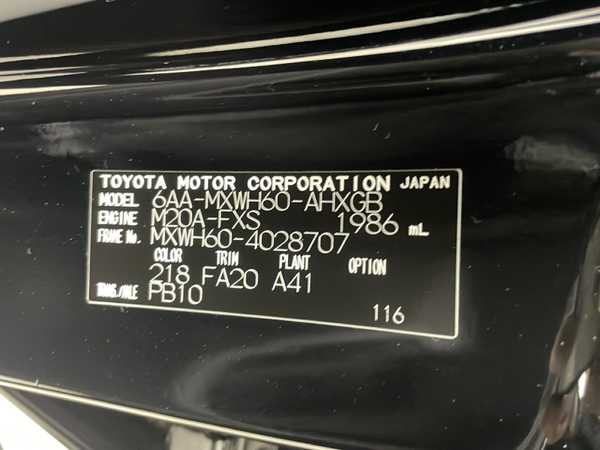 TOYOTA MOTOR CORPORATION JAPAN
MODEL 6AA-MXWH60-AHXGB
ENGINE M20A-FXS 1986 mL
FRAME No. MXWH60-4028707
COLOR TRIM PLANT OPTION
218 FA20 A41
TRANS./AXLE PB10
116